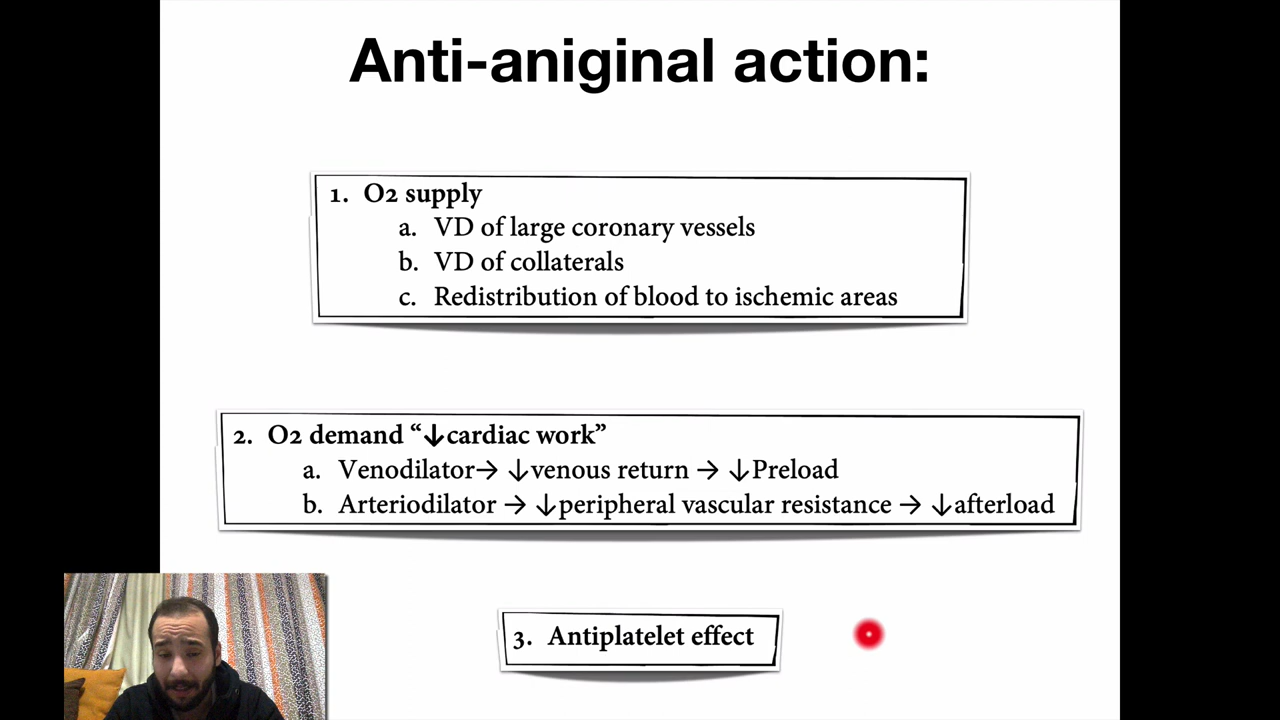 Anti-aniginal action:
1. O2 supply
a. VD of large coronary vessels
b. VD of collaterals
c. Redistribution of blood to ischemic areas
2. O2 demand “↓cardiac work”
a. Venodilator→ ↓venous return → ↓Preload
b. Arteriodilator → ↓peripheral vascular resistance → ↓afterload
3. Antiplatelet effect